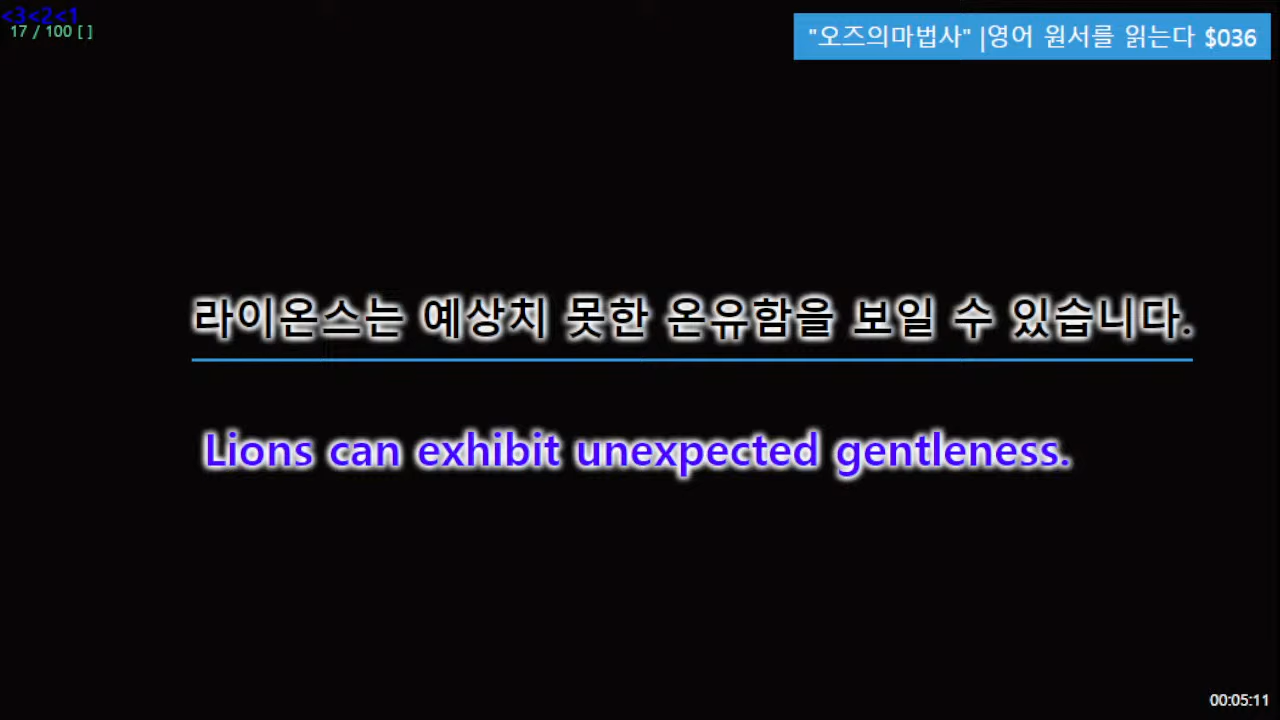 <3<2<1
17 / 100 [ ]
"오즈의마법사" |영어 원서를 읽는다 $036
라이온스는 예상치 못한 온유함을 보일 수 있습니다.
Lions can exhibit unexpected gentleness.
00:05:11